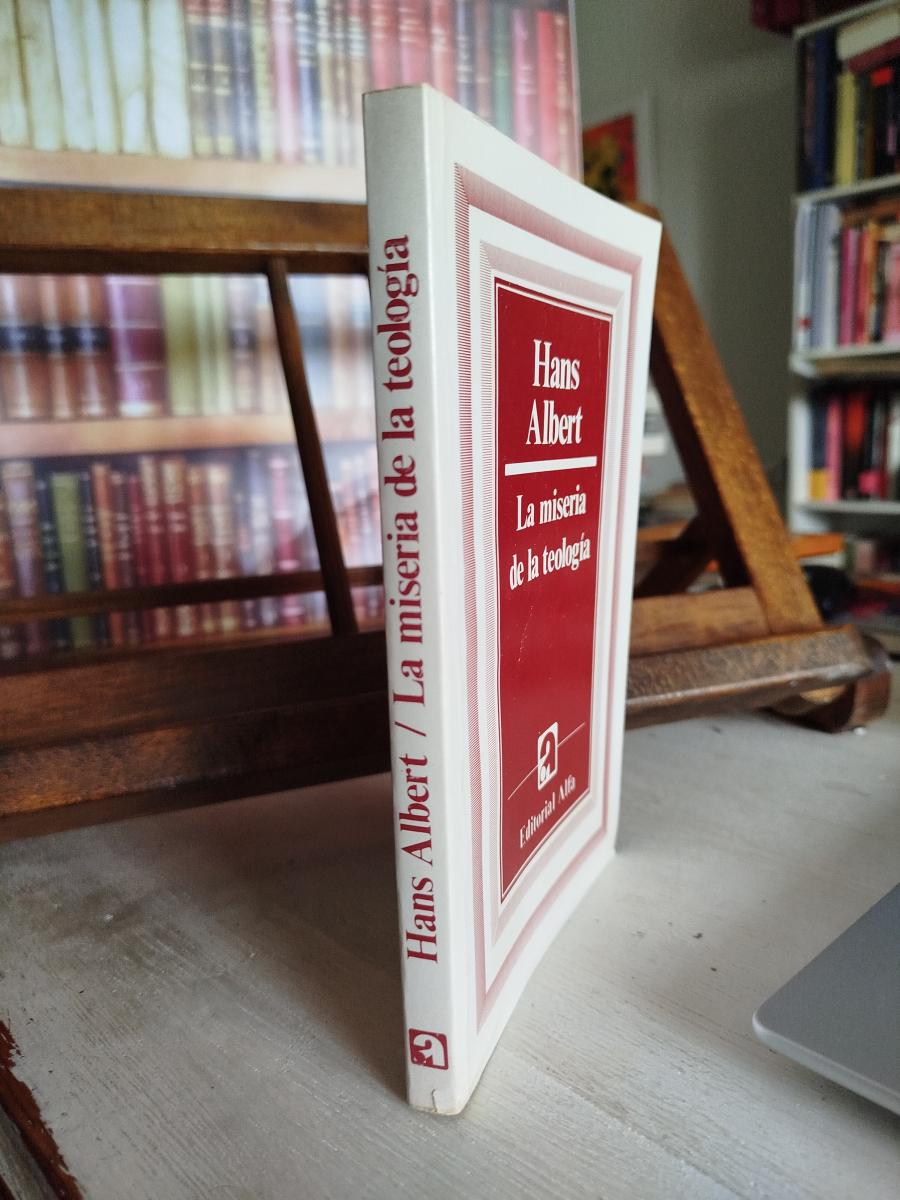 Hans Albert / La miseria de la teología
Hans
Albert
La miseria
de la teología
Editorial Alfa